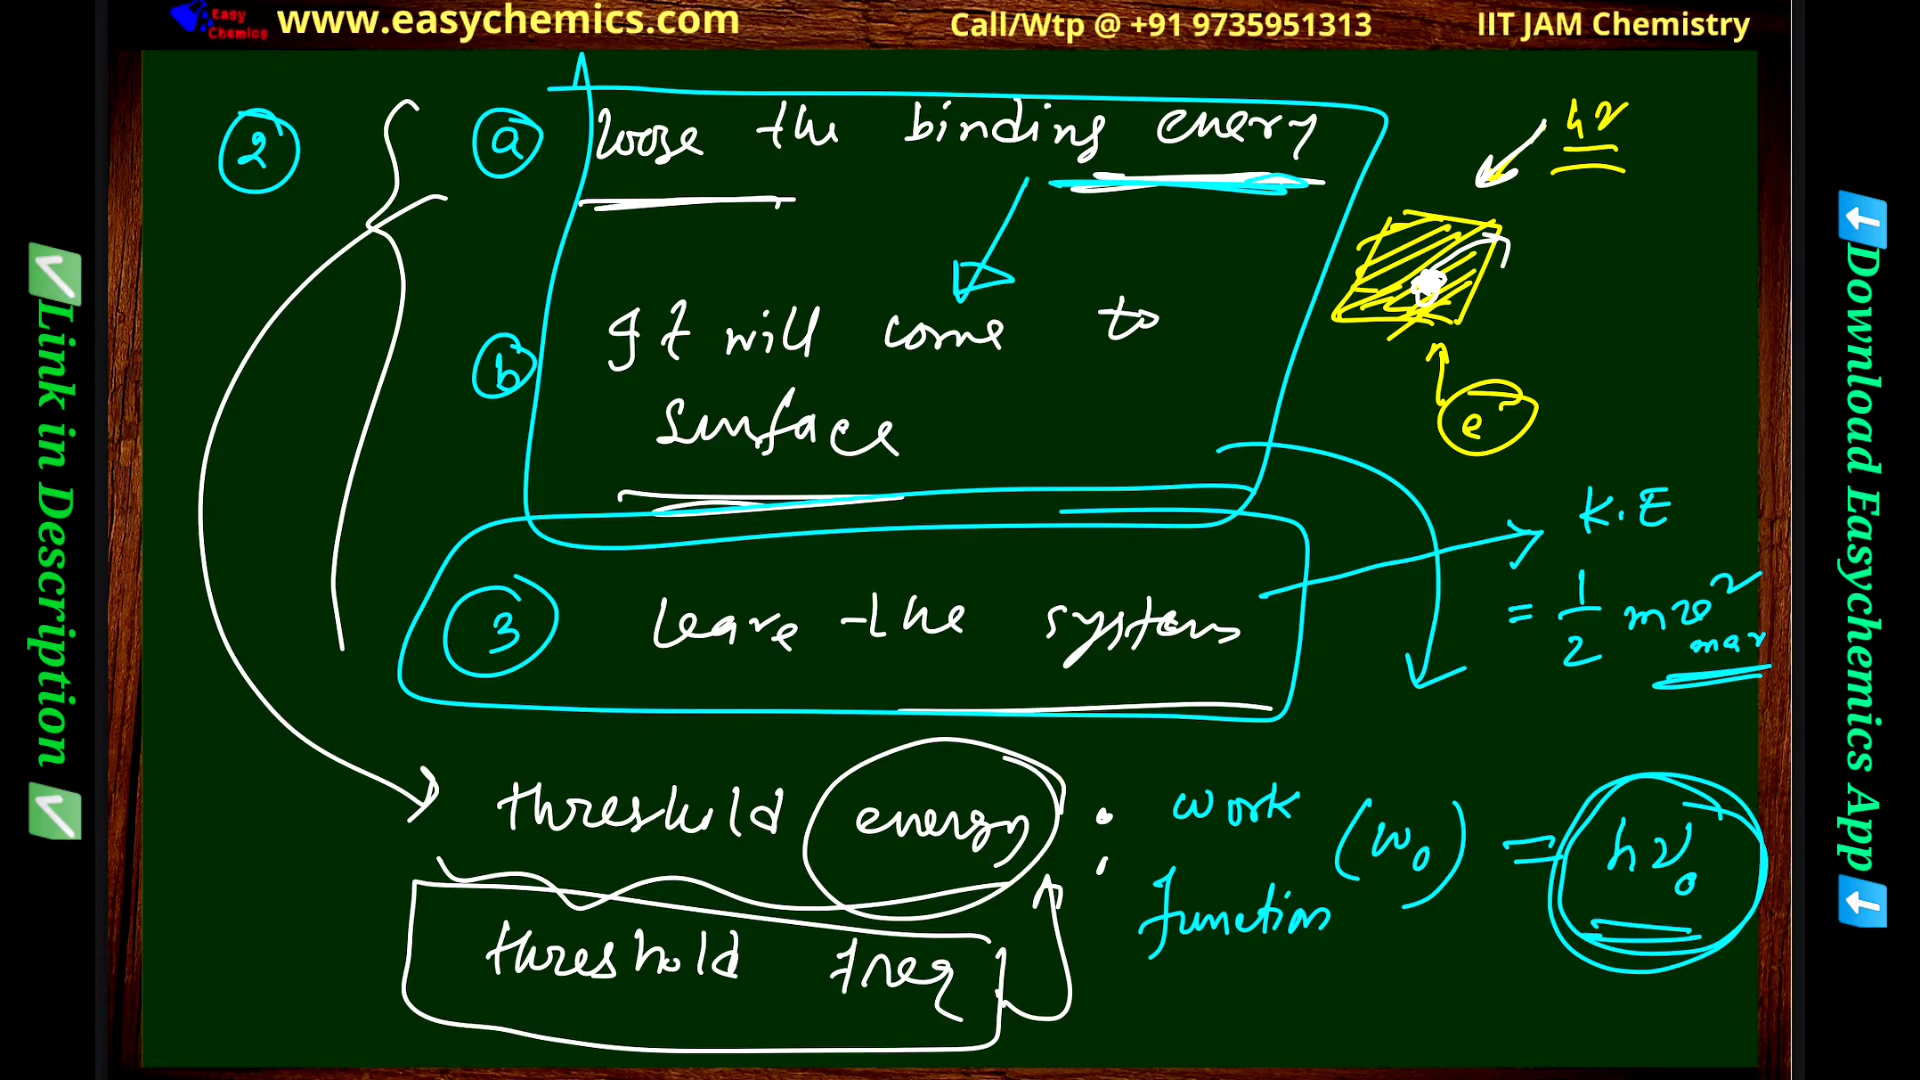 Easy Chemics
www.easychemics.com
Call/Wtp @ +91 9735951313
IIT JAM Chemistry
✅Link in Description ✅
⬆Download Easychemics App⬆
2
a loose the binding energy
hν
b It will come to
surface
e⁻
K.E
= 1/2 mv²max
3 leave the system
threshold energy : work function (w₀) = hν₀
threshold freq